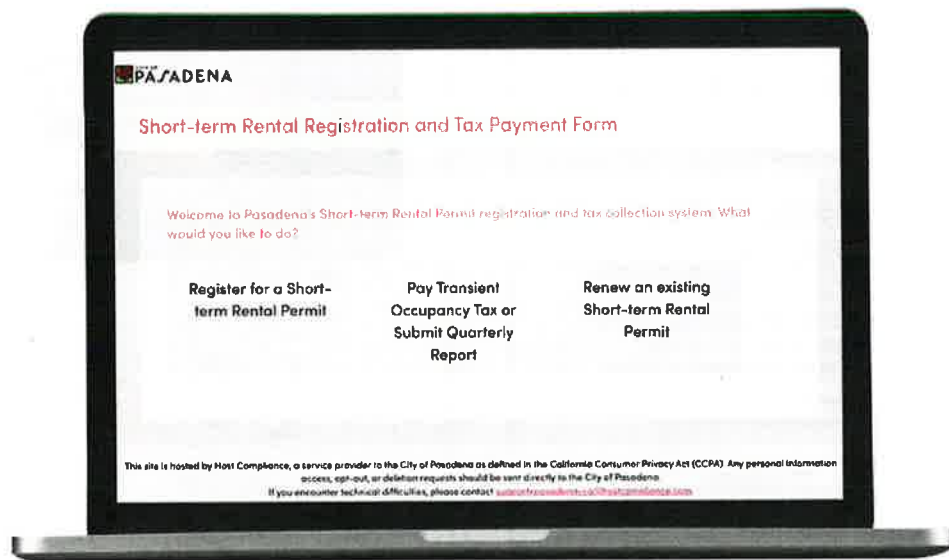 CITY OF
PASADENA
Short-term Rental Registration and Tax Payment Form
Welcome to Pasadena's Short-term Rental Permit registration and tax collection system. What
would you like to do?
Register for a Short-
term Rental Permit
Pay Transient
Occupancy Tax or
Submit Quarterly
Report
Renew an existing
Short-term Rental
Permit
This site is hosted by Host Compliance, a service provider to the City of Pasadena as defined in the California Consumer Privacy Act (CCPA). Any personal information
access, opt-out, or deletion requests should be sent directly to the City of Pasadena.
If you encounter technical difficulties, please contact